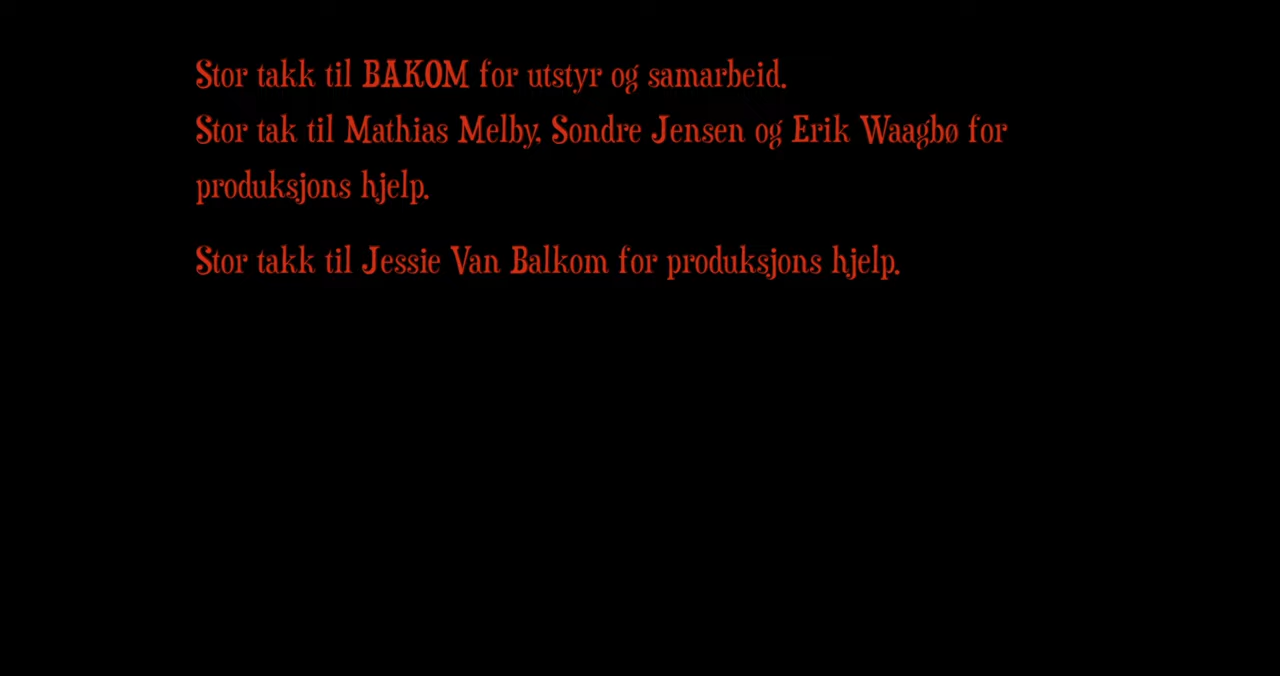 Stor takk til BAKOM for utstyr og samarbeid.
Stor tak til Mathias Melby, Sondre Jensen og Erik Waagbø for
produksjons hjelp.
Stor takk til Jessie Van Balkom for produksjons hjelp.